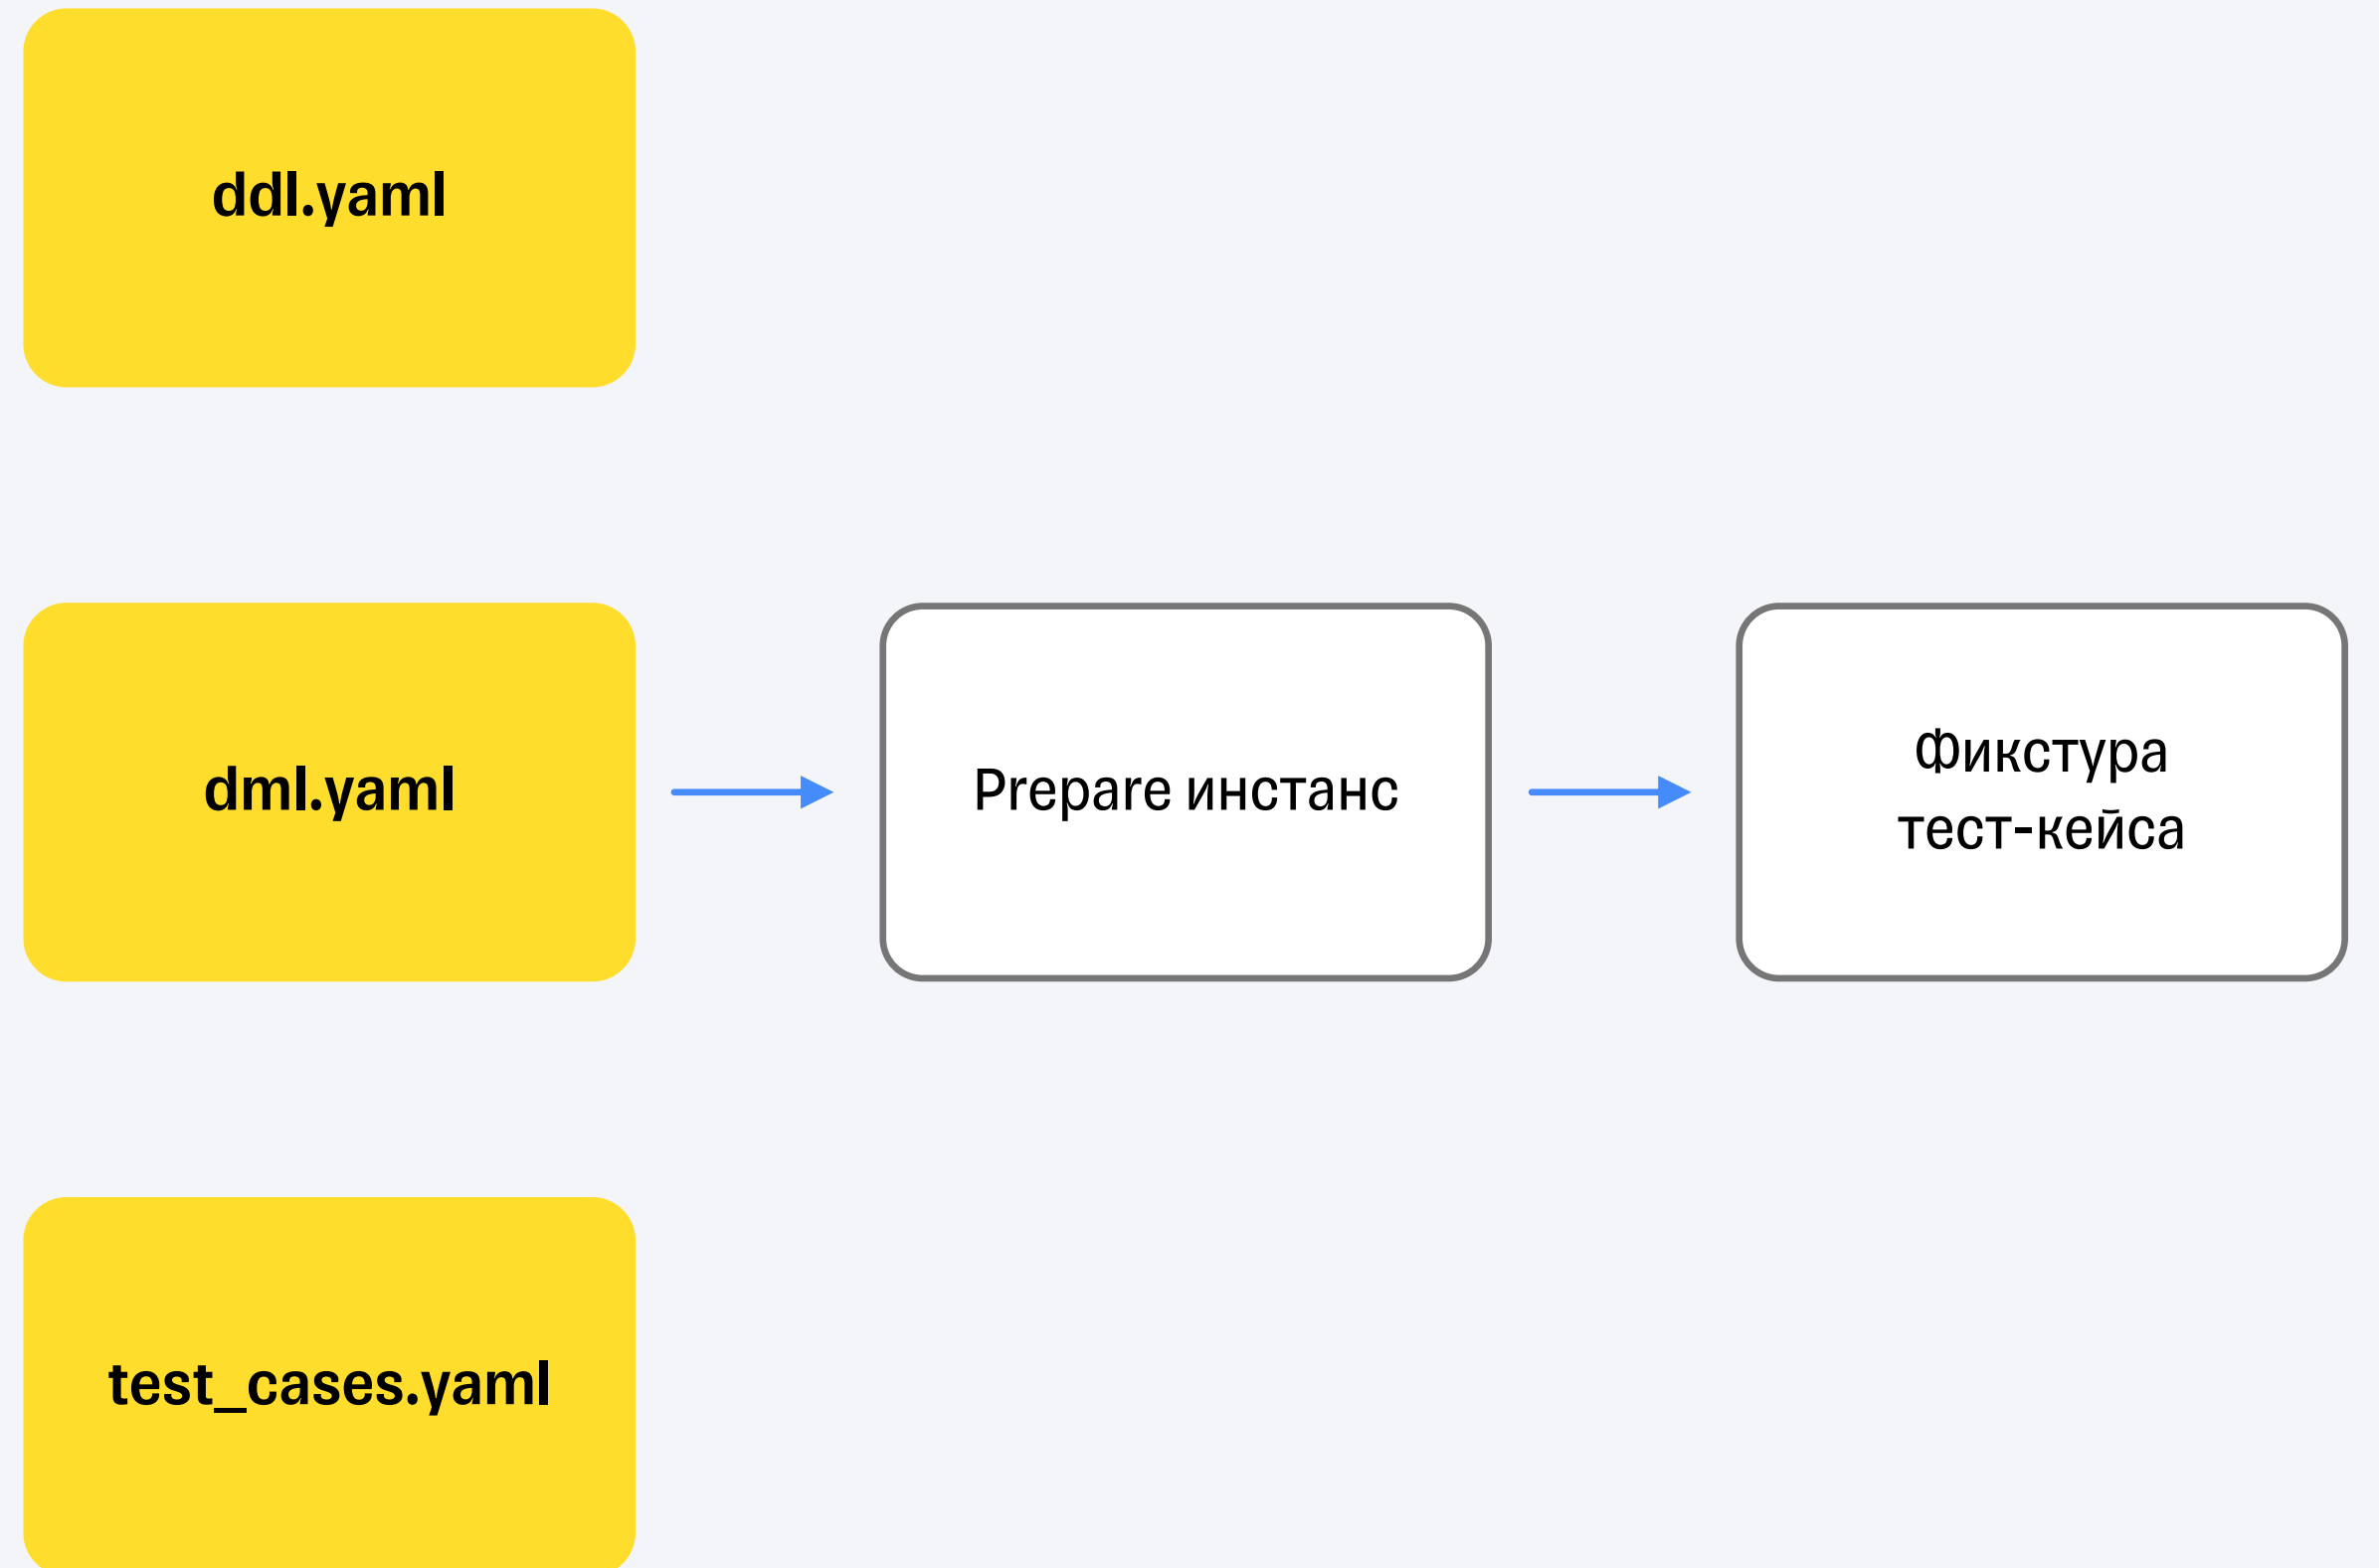 ddl.yaml
dml.yaml
Prepare инстанс
Фикстура
тест-кейса
test_cases.yaml